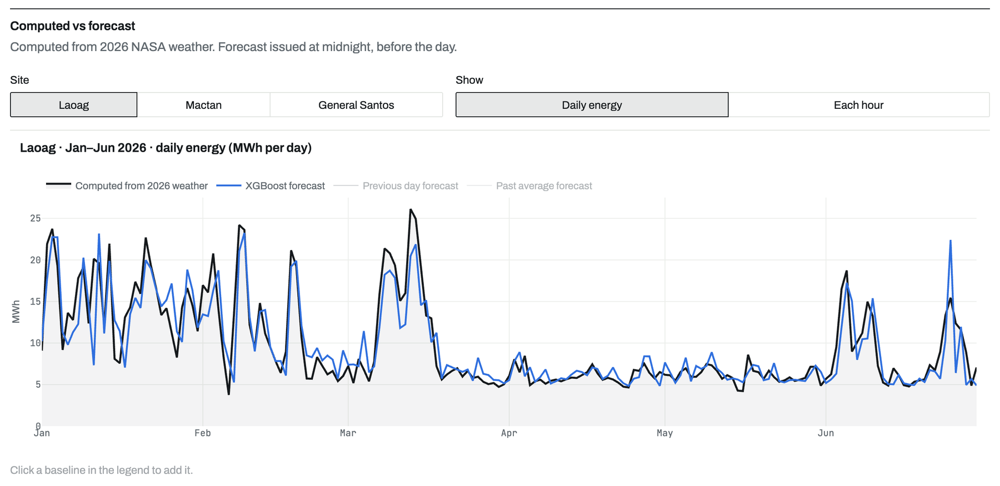 Computed vs forecast
Computed from 2026 NASA weather. Forecast issued at midnight, before the day.
Site
Show
Laoag
Mactan
General Santos
Daily energy
Each hour
Laoag · Jan–Jun 2026 · daily energy (MWh per day)
Computed from 2026 weather
XGBoost forecast
Previous day forecast
Past average forecast
25
20
15
10
5
0
MWh
Jan
Feb
Mar
Apr
May
Jun
Click a baseline in the legend to add it.